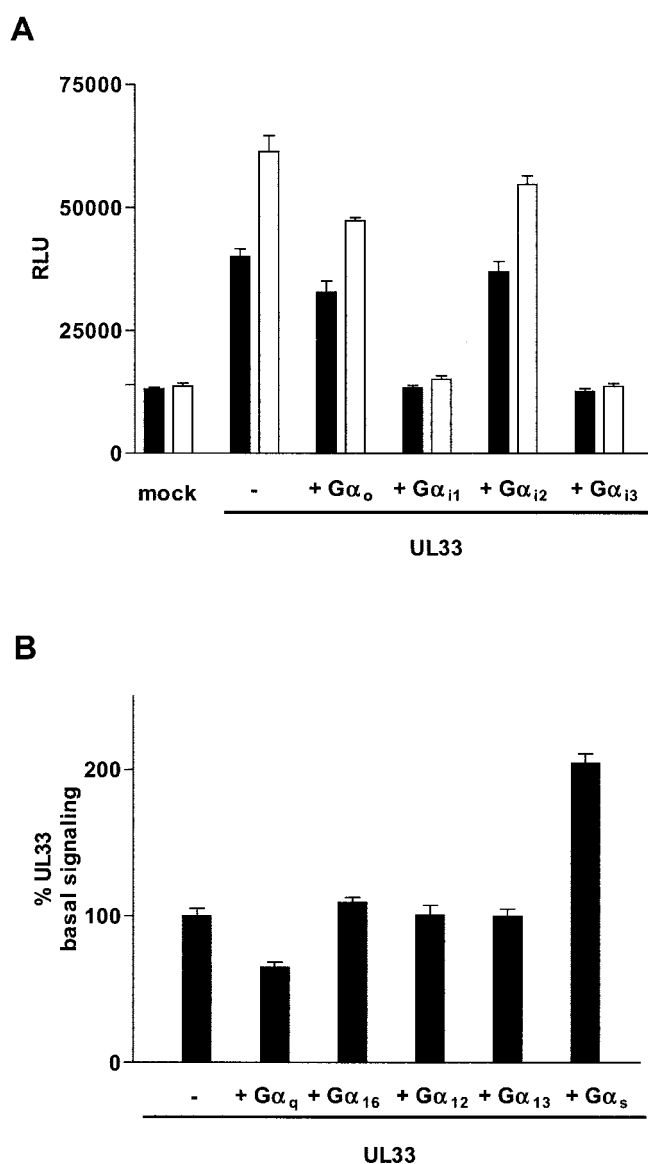 A
75000
50000
25000
0
RLU
mock - + Gαo + Gαi1 + Gαi2 + Gαi3
UL33
B
200
100
0
% UL33
basal signaling
- + Gαq + Gα16 + Gα12 + Gα13 + Gαs
UL33